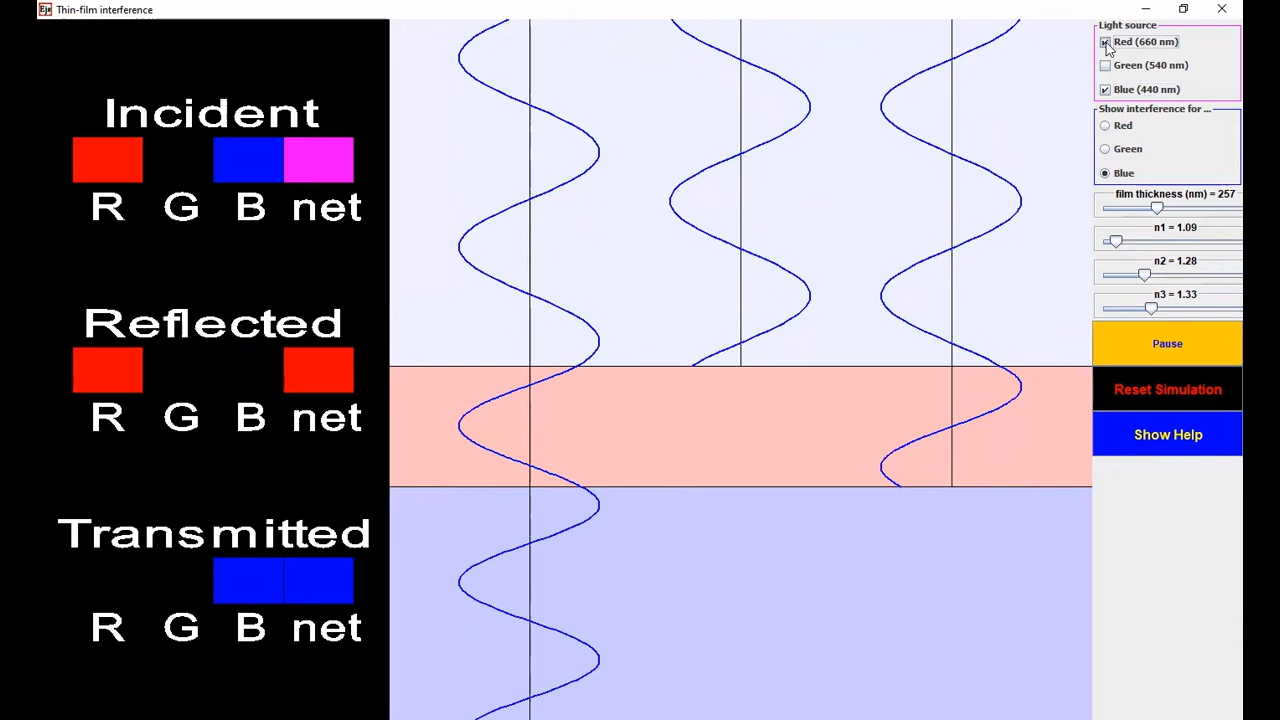 Ejs Thin-film interference
Incident
R G B net
Reflected
R G B net
Transmitted
R G B net
Light source
Red (660 nm)
Green (540 nm)
Blue (440 nm)
Show interference for ...
Red
Green
Blue
film thickness (nm) = 257
n1 = 1.09
n2 = 1.28
n3 = 1.33
Pause
Reset Simulation
Show Help